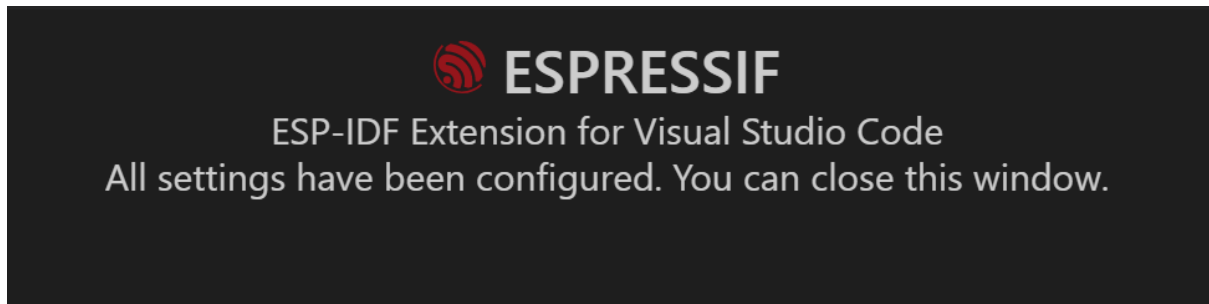 ESPRESSIF
ESP-IDF Extension for Visual Studio Code
All settings have been configured. You can close this window.